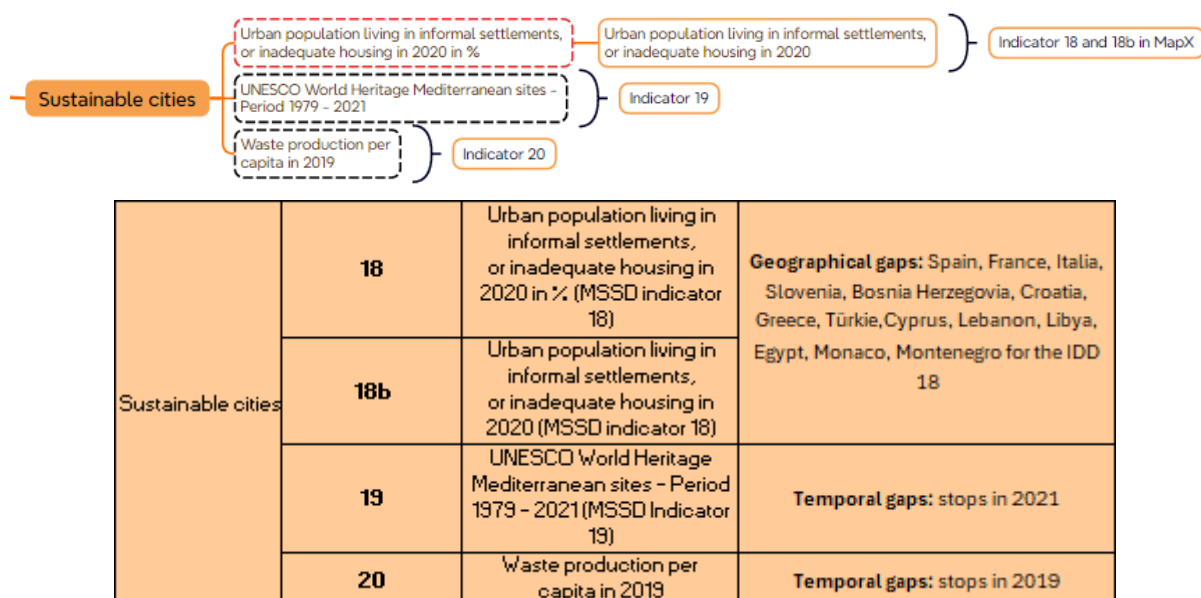 Urban population living in informal settlements,
or inadequate housing in 2020 in %
Urban population living in informal settlements,
or inadequate housing in 2020
Indicator 18 and 18b in MapX
Sustainable cities
UNESCO World Heritage Mediterranean sites -
Period 1979 - 2021
Indicator 19
Waste production per
capita in 2019
Indicator 20
Sustainable cities
18
Urban population living in
informal settlements,
or inadequate housing in
2020 in % (MSSD indicator
18)
Geographical gaps: Spain, France, Italia,
Slovenia, Bosnia Herzegovia, Croatia,
Greece, Türkie,Cyprus, Lebanon, Libya,
Egypt, Monaco, Montenegro for the IDD
18
18b
Urban population living in
informal settlements,
or inadequate housing in
2020 (MSSD indicator 18)
19
UNESCO World Heritage
Mediterranean sites - Period
1979 - 2021 (MSSD Indicator
19)
Temporal gaps: stops in 2021
20
Waste production per
capita in 2019
Temporal gaps: stops in 2019